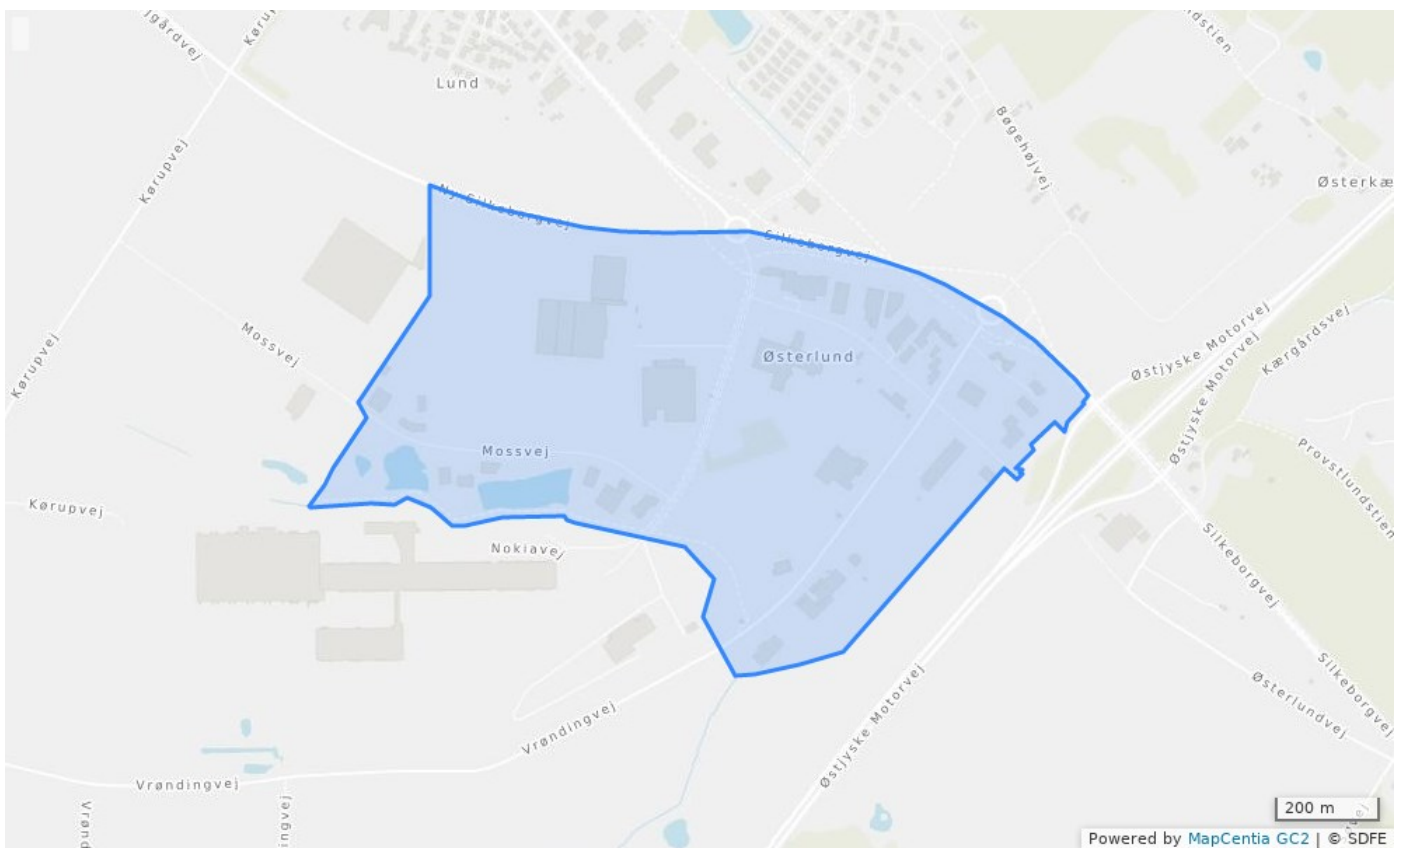 Kørupvej
Lund
Kørupvej
Bøgehøjvej
Østerkæ
Ny Silkeborgvej
Silkeborgvej
Mossvej
Kørupvej
Østerlund
Østjyske Motorvej
Østjyske Motorvej
Kærgårdsvej
Mossvej
Provstlundstien
Kørupvej
Nokiavej
Silkeborgvej
Silkeborgvej
Østerlundvej
Østjyske Motorvej
Vrøndingvej
Vrøndingvej
200 m
Powered by MapCentia GC2 | © SDFE